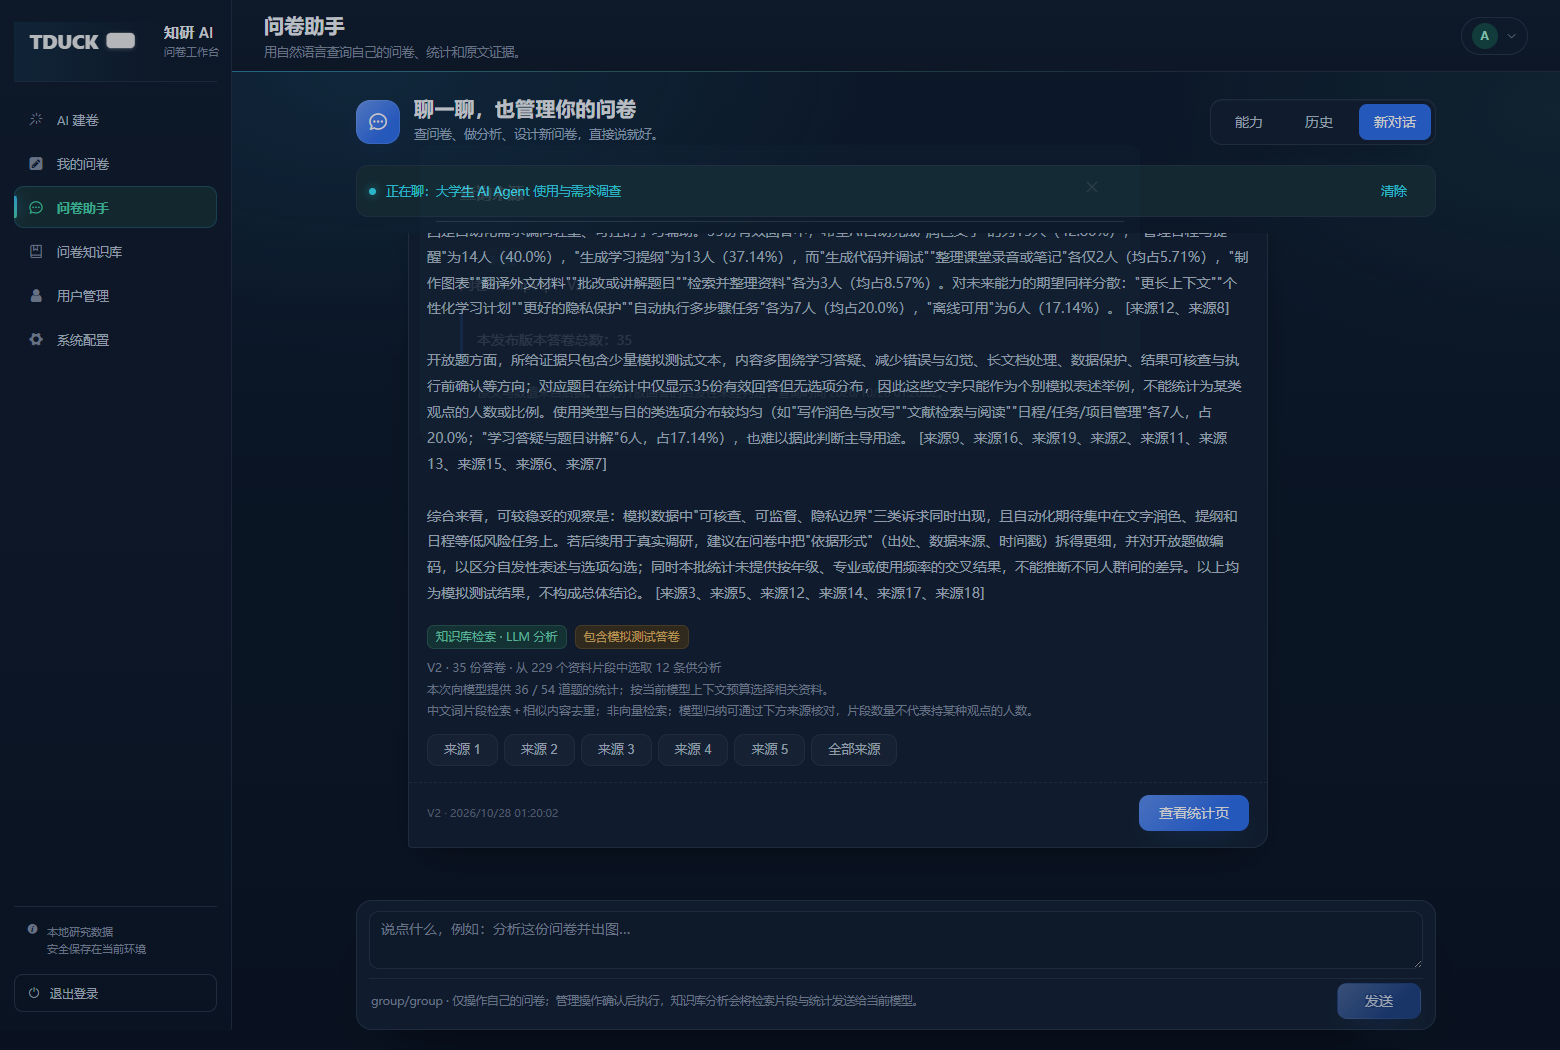 TDUCK
知研 AI
问卷工作台
AI 建卷
我的问卷
问卷助手
问卷知识库
用户管理
系统配置
本地研究数据
安全保存在当前环境
退出登录
问卷助手
用自然语言查询自己的问卷、统计和原文证据。
A
聊一聊，也管理你的问卷
查问卷、做分析、设计新问卷，直接说就好。
能力
历史
新对话
正在聊：大学生 AI Agent 使用与需求调查
清除
醒"为14人（40.0%），"生成学习提纲"为13人（37.14%），而"生成代码并调试""整理课堂录音或笔记"各仅2人（均占5.71%），"制
作图表""翻译外文材料""批改或讲解题目""检索并整理资料"各为3人（均占8.57%）。对未来能力的期望同样分散："更长上下文""个
性化学习计划""更好的隐私保护""自动执行多步骤任务"各为7人（均占20.0%），"离线可用"为6人（17.14%）。 [来源12、来源8]
本发布版本答卷总数：35
开放题方面，所给证据只包含少量模拟测试文本，内容多围绕学习答疑、减少错误与幻觉、长文档处理、数据保护、结果可核查与执
行前确认等方向；对应题目在统计中仅显示35份有效回答但无选项分布，因此这些文字只能作为个别模拟表述举例，不能统计为某类
观点的人数或比例。使用类型与目的类选项分布较均匀（如"写作润色与改写""文献检索与阅读""日程/任务/项目管理"各7人，占
20.0%；"学习答疑与题目讲解"6人，占17.14%），也难以据此判断主导用途。 [来源9、来源16、来源19、来源2、来源11、来源
13、来源15、来源6、来源7]
综合来看，可较稳妥的观察是：模拟数据中"可核查、可监督、隐私边界"三类诉求同时出现，且自动化期待集中在文字润色、提纲和
日程等低风险任务上。若后续用于真实调研，建议在问卷中把"依据形式"（出处、数据来源、时间戳）拆得更细，并对开放题做编
码，以区分自发性表述与选项勾选；同时本批统计未提供按年级、专业或使用频率的交叉结果，不能推断不同人群间的差异。以上均
为模拟测试结果，不构成总体结论。 [来源3、来源5、来源12、来源14、来源17、来源18]
知识库检索 · LLM 分析
包含模拟测试答卷
V2 · 35 份答卷 · 从 229 个资料片段中选取 12 条供分析
本次向模型提供 36 / 54 道题的统计；按当前模型上下文预算选择相关资料。
中文词片段检索 + 相似内容去重；非向量检索；模型归纳可通过下方来源核对，片段数量不代表持某种观点的人数。
来源 1
来源 2
来源 3
来源 4
来源 5
全部来源
V2 · 2026/10/28 01:20:02
查看统计页
说点什么，例如：分析这份问卷并出图...
group/group · 仅操作自己的问卷；管理操作确认后执行，知识库分析会将检索片段与统计发送给当前模型。
发送